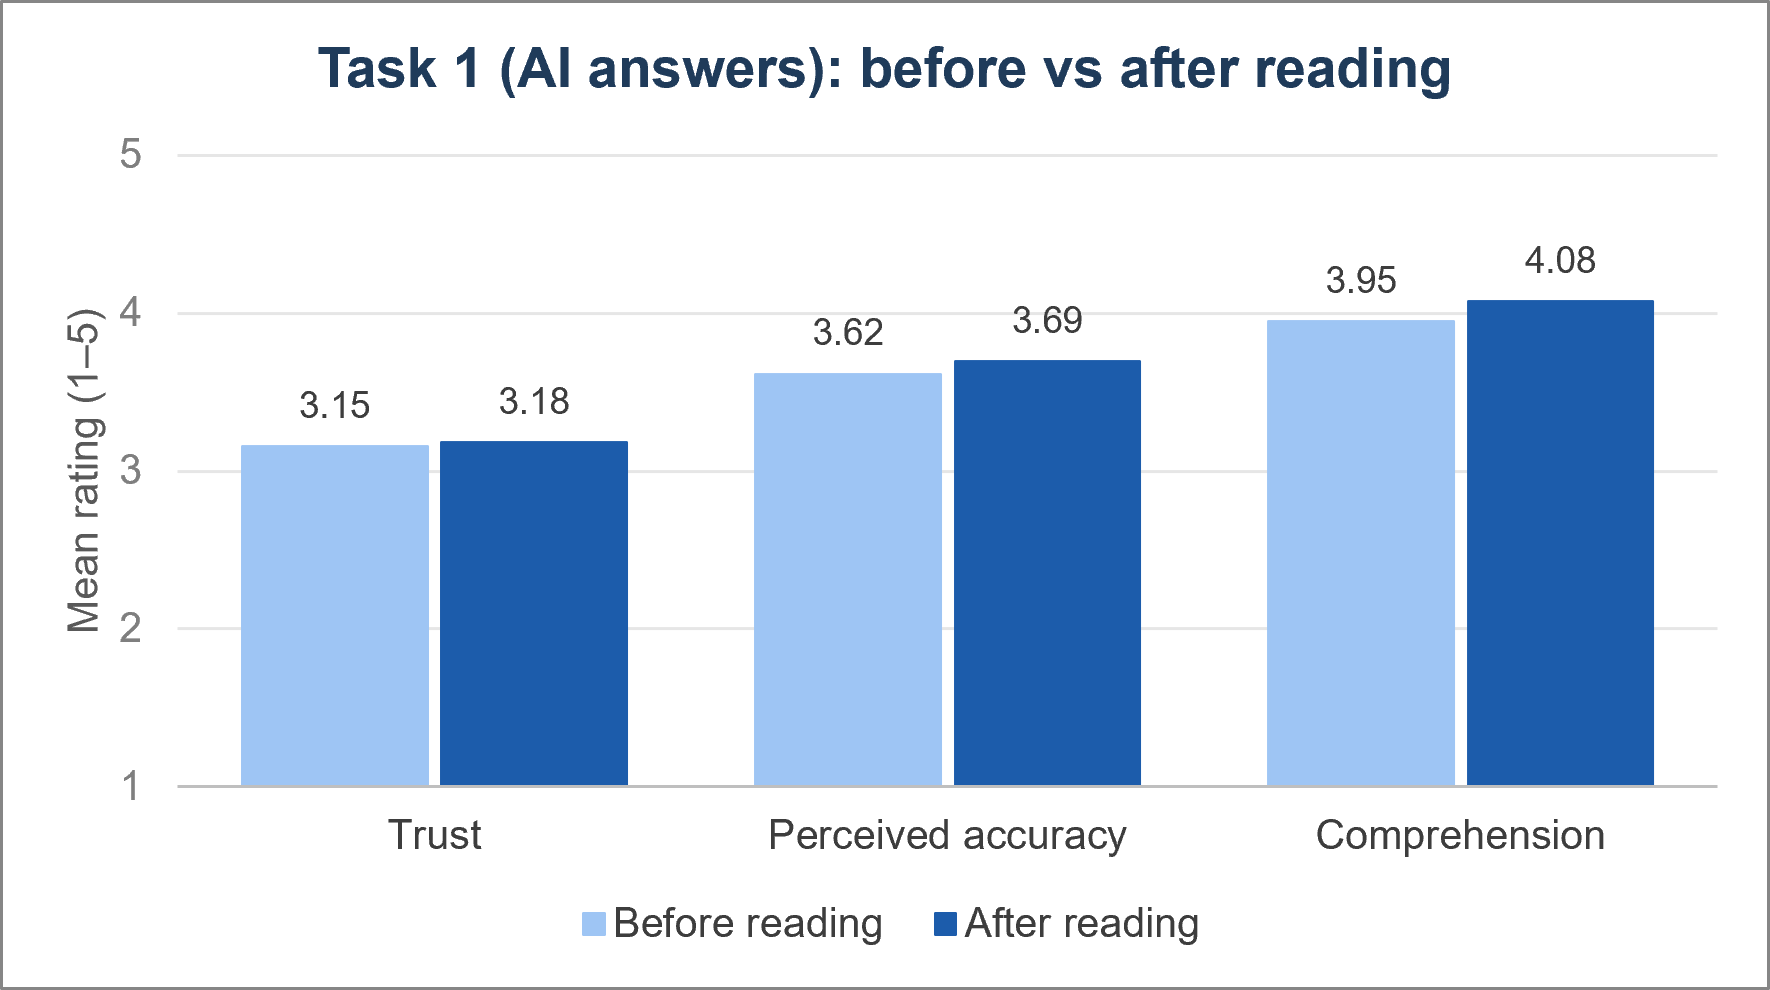 Task 1 (AI answers): before vs after reading
Mean rating (1–5)
5
4
3
2
1
3.15
3.18
3.62
3.69
3.95
4.08
Trust
Perceived accuracy
Comprehension
Before reading
After reading